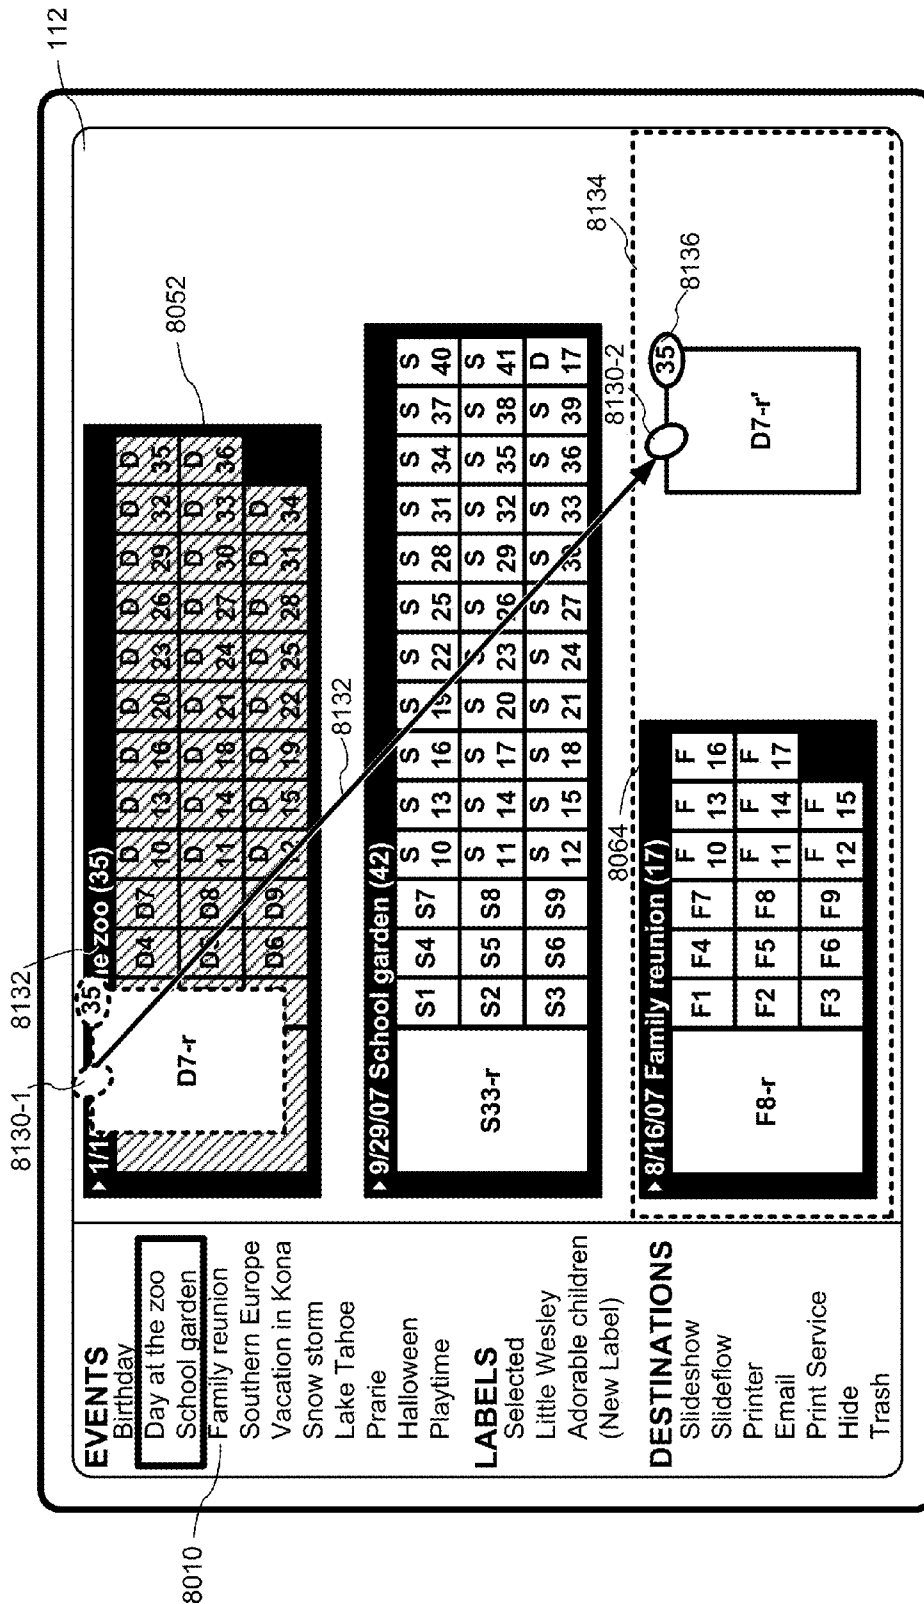 8010
8130-1
8132
8052
112
EVENTS
Birthday
Day at the zoo
School garden
Family reunion
Southern Europe
Vacation in Kona
Snow storm
Lake Tahoe
Prarie
Halloween
Playtime
LABELS
Selected
Little Wesley
Adorable children
(New Label)
DESTINATIONS
Slideshow
Slideflow
Printer
Email
Print Service
Hide
Trash
35 zoo (35)
D7-r
D4 D7 D 10 D 13 D 16 D 20 D 23 D 26 D 29 D 32 D 35
D8 D 11 D 14 D 18 D 21 D 24 D 27 D 30 D 33 D 36
D6 D9 D 15 D 19 D 22 D 25 D 28 D 31 D 34
8132
9/29/07 School garden (42)
S33-r
S1 S4 S7 S 10 S 13 S 16 S 19 S 22 S 25 S 28 S 31 S 34 S 37 S 40
S2 S5 S8 S 11 S 14 S 17 S 20 S 23 S 26 S 29 S 32 S 35 S 38 S 41
S3 S6 S9 S 12 S 15 S 18 S 21 S 24 S 27 S 30 S 33 S 36 S 39 D 17
8064
8130-2
8134
8136
8/16/07 Family reunion (17)
F8-r
F1 F4 F7 F 10 F 13 F 16
F2 F5 F8 F 11 F 14 F 17
F3 F6 F9 F 12 F 15
35
D7-r'